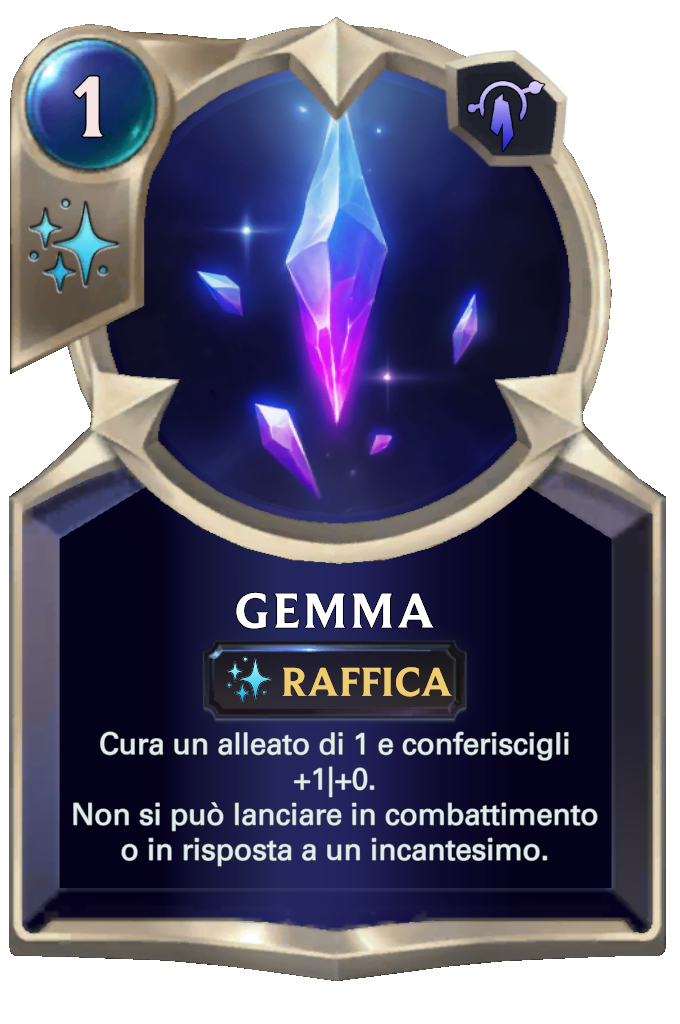 1
GEMMA
RAFFICA
Cura un alleato di 1 e conferiscigli
+1|+0.
Non si può lanciare in combattimento
o in risposta a un incantesimo.